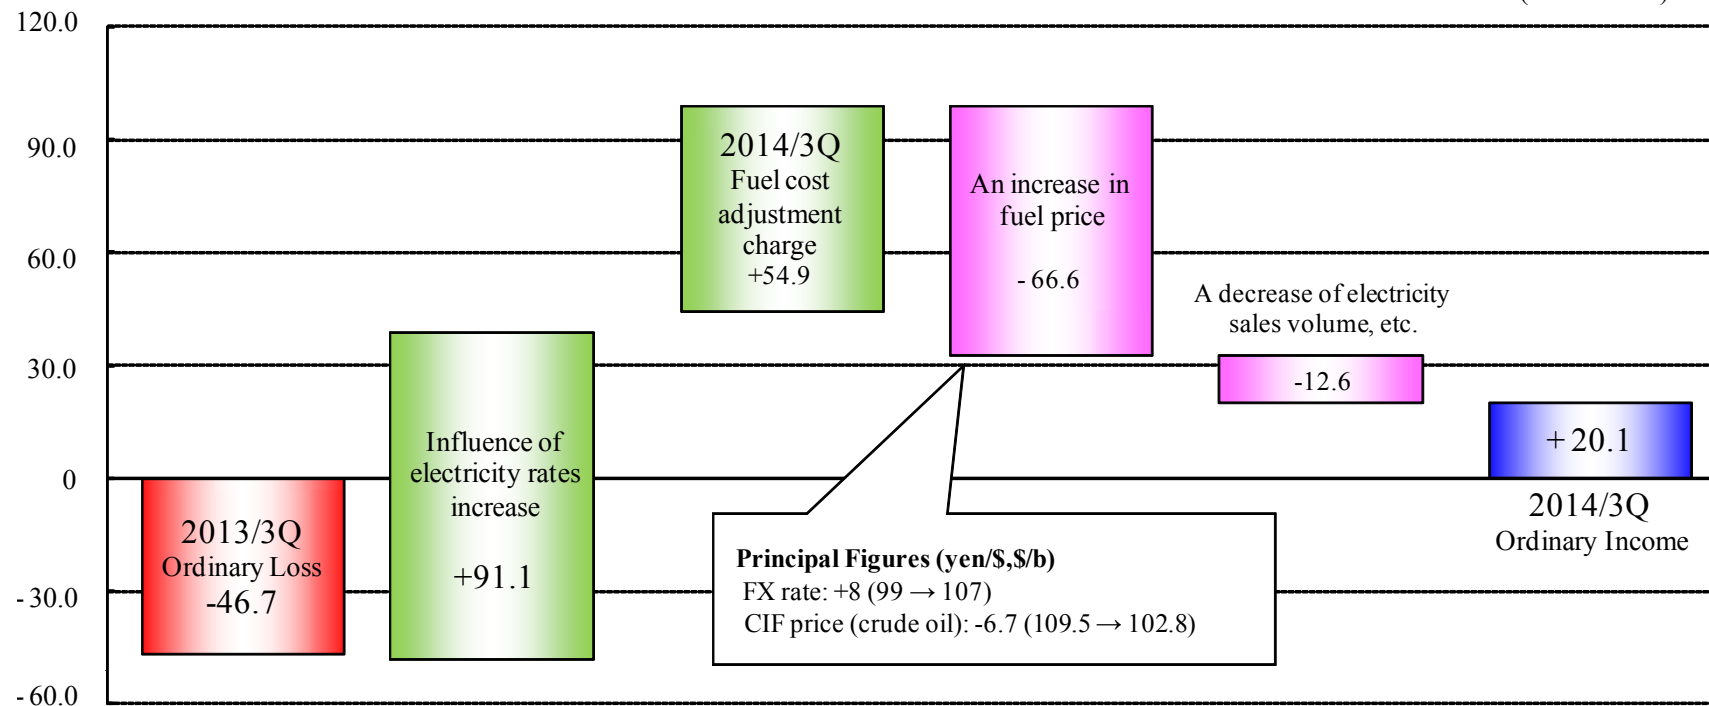 120.0
90.0
60.0
30.0
0
- 30.0
- 60.0
2013/3Q
Ordinary Loss
-46.7
Influence of
electricity rates
increase
+91.1
2014/3Q
Fuel cost
adjustment
charge
+54.9
An increase in
fuel price
- 66.6
A decrease of electricity
sales volume, etc.
-12.6
+ 20.1
2014/3Q
Ordinary Income
Principal Figures (yen/$,$/b)
FX rate: +8 (99 → 107)
CIF price (crude oil): -6.7 (109.5 → 102.8)